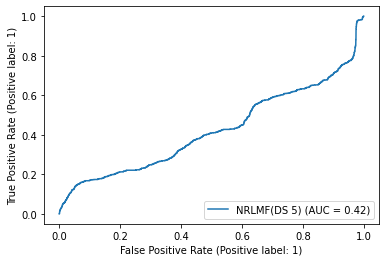 1.0
0.8
0.6
0.4
0.2
0.0
True Positive Rate (Positive label: 1)
NRLMF(DS 5) (AUC = 0.42)
0.0 0.2 0.4 0.6 0.8 1.0
False Positive Rate (Positive label: 1)